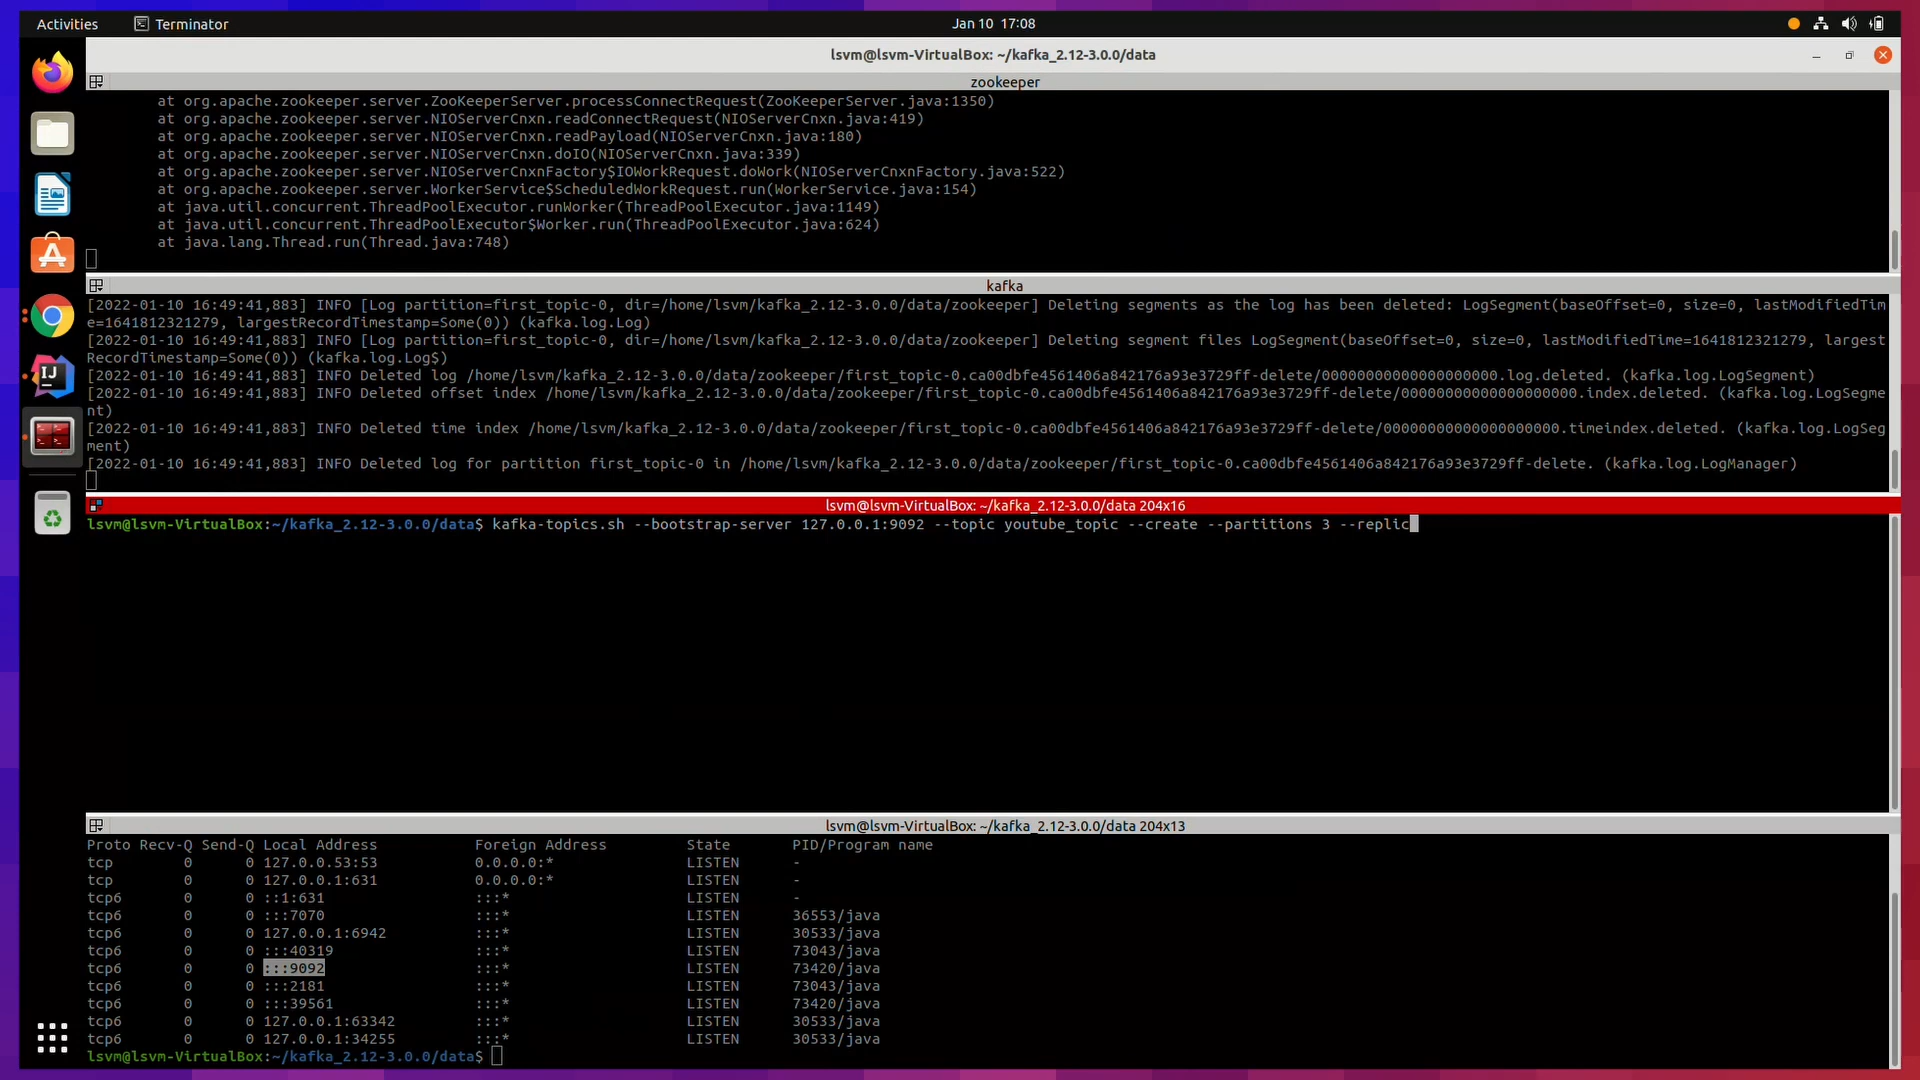 Activities Terminator Jan 10 17:08
lsvm@lsvm-VirtualBox: ~/kafka_2.12-3.0.0/data
zookeeper
at org.apache.zookeeper.server.ZooKeeperServer.processConnectRequest(ZooKeeperServer.java:1350)
at org.apache.zookeeper.server.NIOServerCnxn.readConnectRequest(NIOServerCnxn.java:419)
at org.apache.zookeeper.server.NIOServerCnxn.readPayload(NIOServerCnxn.java:180)
at org.apache.zookeeper.server.NIOServerCnxn.doIO(NIOServerCnxn.java:339)
at org.apache.zookeeper.server.NIOServerCnxnFactory$IOWorkRequest.doWork(NIOServerCnxnFactory.java:522)
at org.apache.zookeeper.server.WorkerService$ScheduledWorkRequest.run(WorkerService.java:154)
at java.util.concurrent.ThreadPoolExecutor.runWorker(ThreadPoolExecutor.java:1149)
at java.util.concurrent.ThreadPoolExecutor$Worker.run(ThreadPoolExecutor.java:624)
at java.lang.Thread.run(Thread.java:748)
kafka
[2022-01-10 16:49:41,883] INFO [Log partition=first_topic-0, dir=/home/lsvm/kafka_2.12-3.0.0/data/zookeeper] Deleting segments as the log has been deleted: LogSegment(baseOffset=0, size=0, lastModifiedTim
e=1641812321279, largestRecordTimestamp=Some(0)) (kafka.log.Log)
[2022-01-10 16:49:41,883] INFO [Log partition=first_topic-0, dir=/home/lsvm/kafka_2.12-3.0.0/data/zookeeper] Deleting segment files LogSegment(baseOffset=0, size=0, lastModifiedTime=1641812321279, largest
RecordTimestamp=Some(0)) (kafka.log.Log$)
[2022-01-10 16:49:41,883] INFO Deleted log /home/lsvm/kafka_2.12-3.0.0/data/zookeeper/first_topic-0.ca00dbfe4561406a842176a93e3729ff-delete/00000000000000000000.log.deleted. (kafka.log.LogSegment)
[2022-01-10 16:49:41,883] INFO Deleted offset index /home/lsvm/kafka_2.12-3.0.0/data/zookeeper/first_topic-0.ca00dbfe4561406a842176a93e3729ff-delete/00000000000000000000.index.deleted. (kafka.log.LogSegme
nt)
[2022-01-10 16:49:41,883] INFO Deleted time index /home/lsvm/kafka_2.12-3.0.0/data/zookeeper/first_topic-0.ca00dbfe4561406a842176a93e3729ff-delete/00000000000000000000.timeindex.deleted. (kafka.log.LogSeg
ment)
[2022-01-10 16:49:41,883] INFO Deleted log for partition first_topic-0 in /home/lsvm/kafka_2.12-3.0.0/data/zookeeper/first_topic-0.ca00dbfe4561406a842176a93e3729ff-delete. (kafka.log.LogManager)
lsvm@lsvm-VirtualBox: ~/kafka_2.12-3.0.0/data 204x16
lsvm@lsvm-VirtualBox:~/kafka_2.12-3.0.0/data$ kafka-topics.sh --bootstrap-server 127.0.0.1:9092 --topic youtube_topic --create --partitions 3 --replic
lsvm@lsvm-VirtualBox: ~/kafka_2.12-3.0.0/data 204x13
Proto Recv-Q Send-Q Local Address Foreign Address State PID/Program name
tcp 0 0 127.0.0.53:53 0.0.0.0:* LISTEN -
tcp 0 0 127.0.0.1:631 0.0.0.0:* LISTEN -
tcp6 0 0 ::1:631 :::* LISTEN -
tcp6 0 0 :::7070 :::* LISTEN 36553/java
tcp6 0 0 127.0.0.1:6942 :::* LISTEN 30533/java
tcp6 0 0 :::40319 :::* LISTEN 73043/java
tcp6 0 0 :::9092 :::* LISTEN 73420/java
tcp6 0 0 :::2181 :::* LISTEN 73043/java
tcp6 0 0 :::39561 :::* LISTEN 73420/java
tcp6 0 0 127.0.0.1:63342 :::* LISTEN 30533/java
tcp6 0 0 127.0.0.1:34255 :::* LISTEN 30533/java
lsvm@lsvm-VirtualBox:~/kafka_2.12-3.0.0/data$